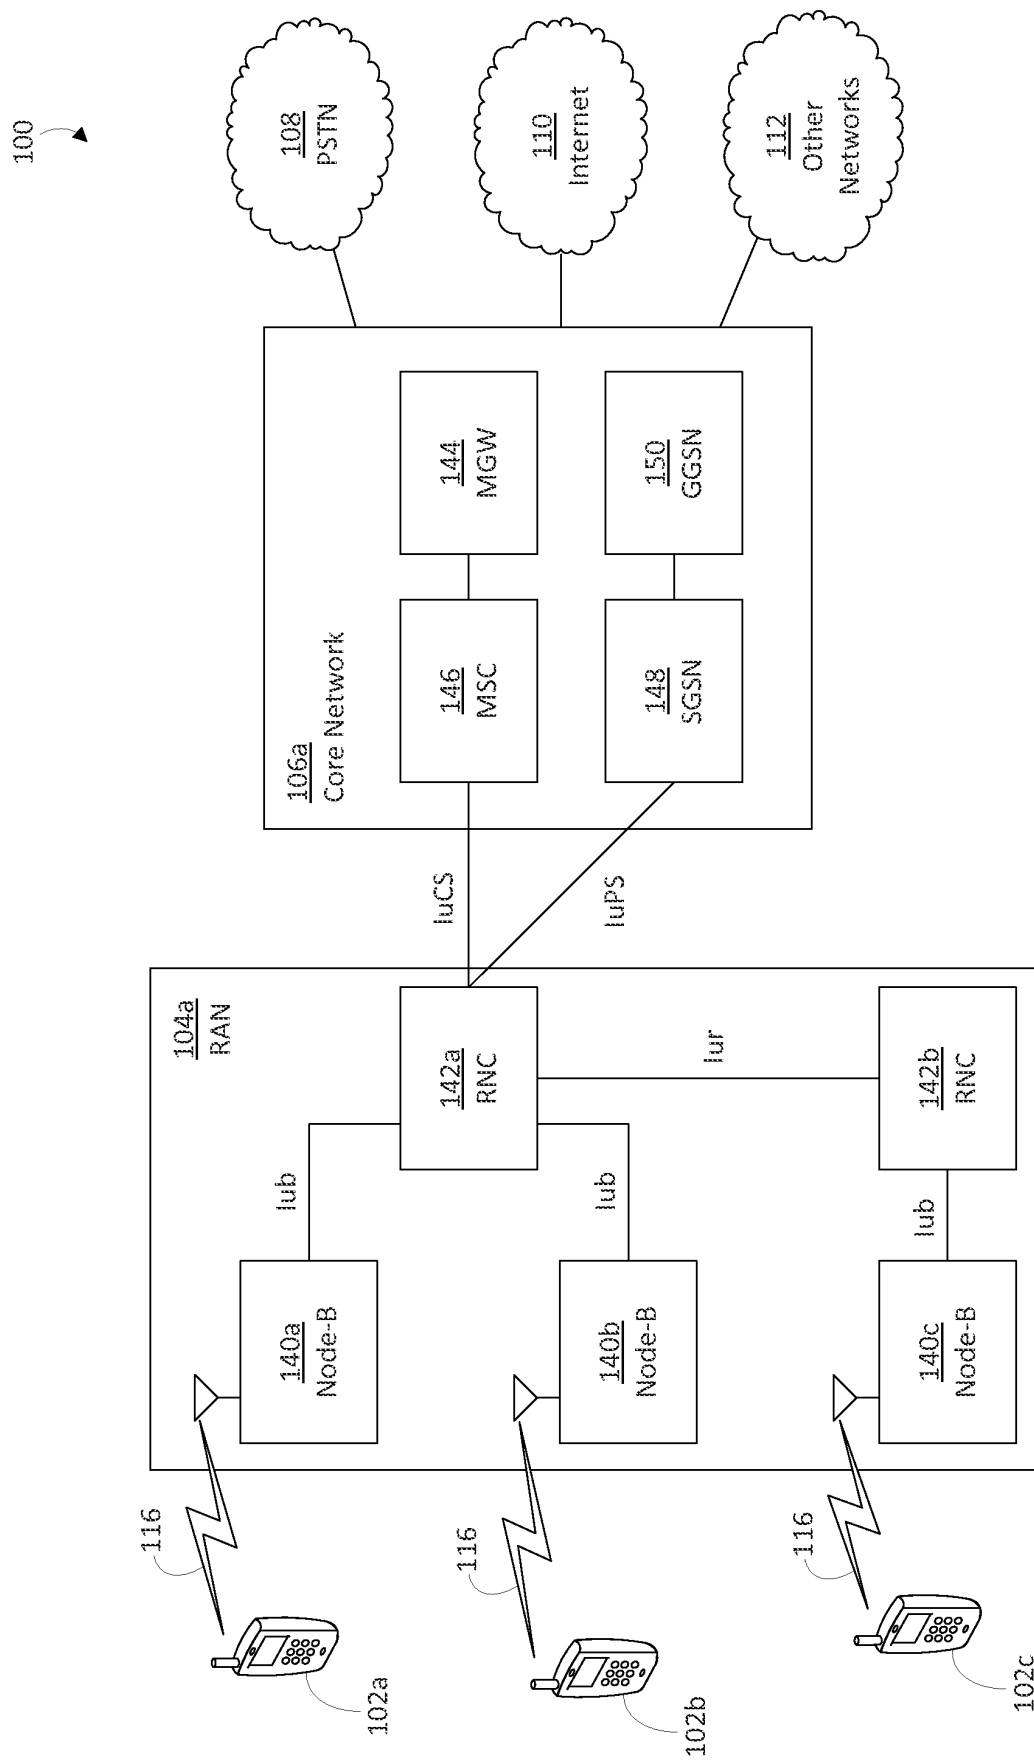 100
102a
116
102b
116
102c
116
104a
RAN
140a
Node-B
140b
Node-B
140c
Node-B
Iub
Iub
Iub
142a
RNC
Iur
142b
RNC
IuCS
IuPS
106a
Core Network
146
MSC
144
MGW
148
SGSN
150
GGSN
108
PSTN
110
Internet
112
Other
Networks